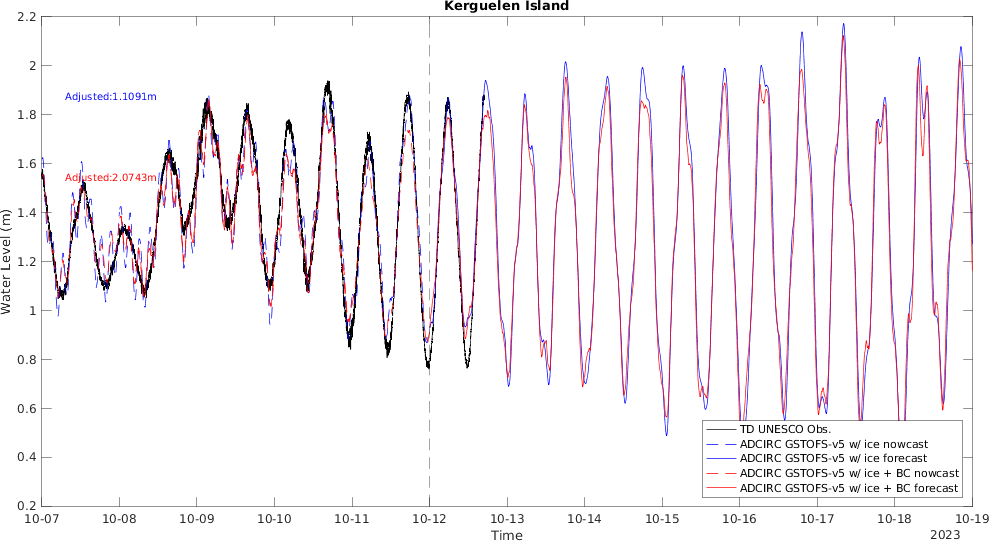 Kerguelen Island
2.2
2
1.8
1.6
1.4
1.2
1
0.8
0.6
0.4
0.2
Water Level (m)
Adjusted:1.1091m
Adjusted:2.0743m
TD UNESCO Obs.
ADCIRC GSTOFS-v5 w/ ice nowcast
ADCIRC GSTOFS-v5 w/ ice forecast
ADCIRC GSTOFS-v5 w/ ice + BC nowcast
ADCIRC GSTOFS-v5 w/ ice + BC forecast
10-07 10-08 10-09 10-10 10-11 10-12 10-13 10-14 10-15 10-16 10-17 10-18 10-19
Time
2023